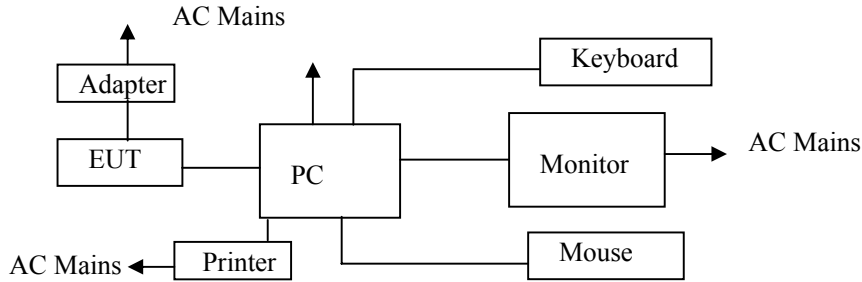 AC Mains
Keyboard
Adapter
EUT
PC
Monitor
AC Mains
AC Mains
Printer
Mouse